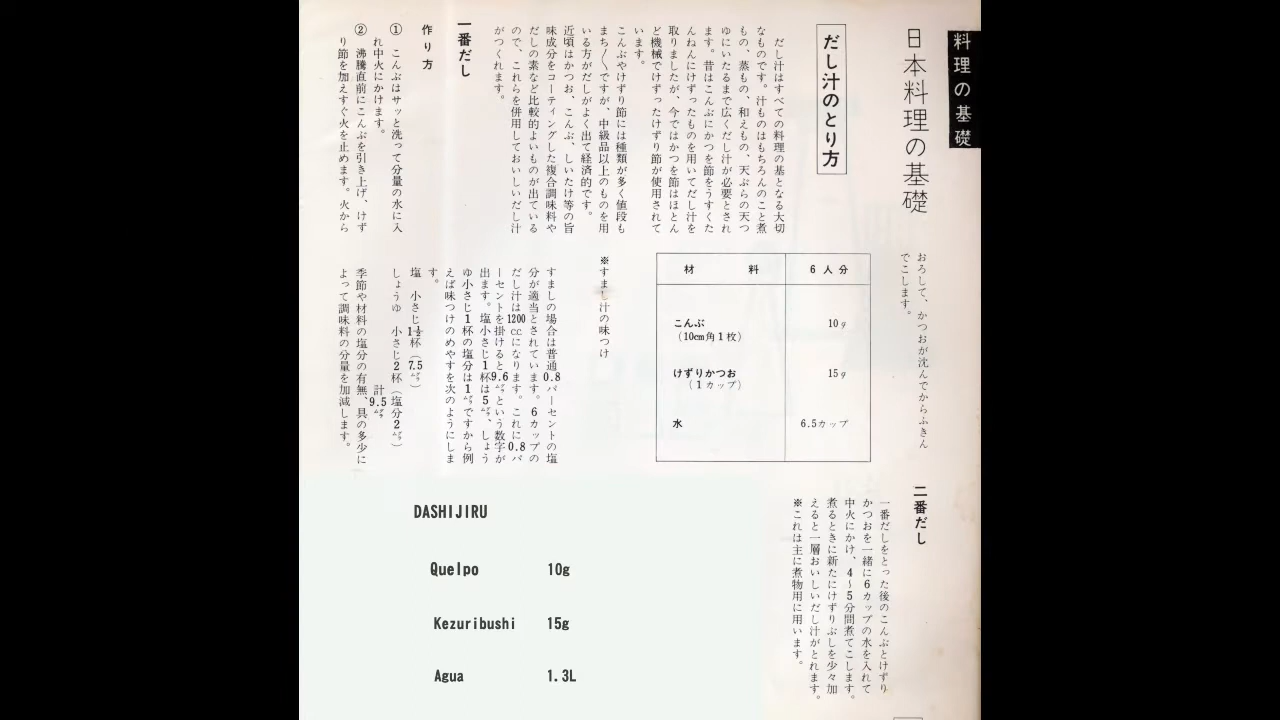 料理の基礎
日本料理の基礎
だし汁のとり方
だし汁はすべての料理の基となる大切
なものです。汁ものはもちろんのこと煮
もの、蒸もの、和えもの、天ぷらの天つ
ゆにいたるまで広くだし汁が必要とされ
ます。昔はこんぶにかつを節をうすくた
んねんにけずったものを用いてだし汁を
取りましたが、今ではかつを節はほとん
ど機械でけずったけずり節が使用されて
います。
こんぶやけずり節には種類が多く値段も
まち〳〵ですが、中級品以上のものを用
いる方がだしがよく出て経済的です。
近頃はかつお、こんぶ、しいたけ等の旨
味成分をコーティングした複合調味料や
だしの素など比較的よいものが出ている
ので、これらを併用しておいしいだし汁
がつくれます。
一番だし
作り方
① こんぶはサッと洗って分量の水に入
れ中火にかけます。
② 沸騰直前にこんぶを引き上げ、けず
り節を加えすぐ火を止めます。火から
おろして、かつおが沈んでからふきん
でこします。
材料 6人分
こんぶ 10g
（10cm角1枚）
けずりかつお 15g
（1カップ）
水 6.5カップ
※すまし汁の味つけ
すましの場合は普通0.8パーセントの塩
分が適当とされています。6カップの
だし汁は1200ccになります。これに0.8パ
ーセントを掛けると9.6㌘という数字が
出ます。塩小さじ1杯は5㌘、しょう
ゆ小さじ1杯の塩分は1㌘ですから例
えば味つけのめやすを次のようにしま
す。
塩 小さじ1½杯（7.5㌘）
しょうゆ 小さじ2杯（塩分2㌘）
計9.5㌘
季節や材料の塩分の有無、具の多少に
よって調味料の分量を加減します。
二番だし
一番だしをとった後のこんぶとけずり
かつおを一緒に6カップの水を入れて
中火にかけ、4〜5分間煮てこします。
煮るときに新たにけずりぶしを少々加
えると一層おいしいだし汁がとれます。
※これは主に煮物用に用います。
DASHIJIRU
Quelpo 10g
Kezuribushi 15g
Agua 1.3L